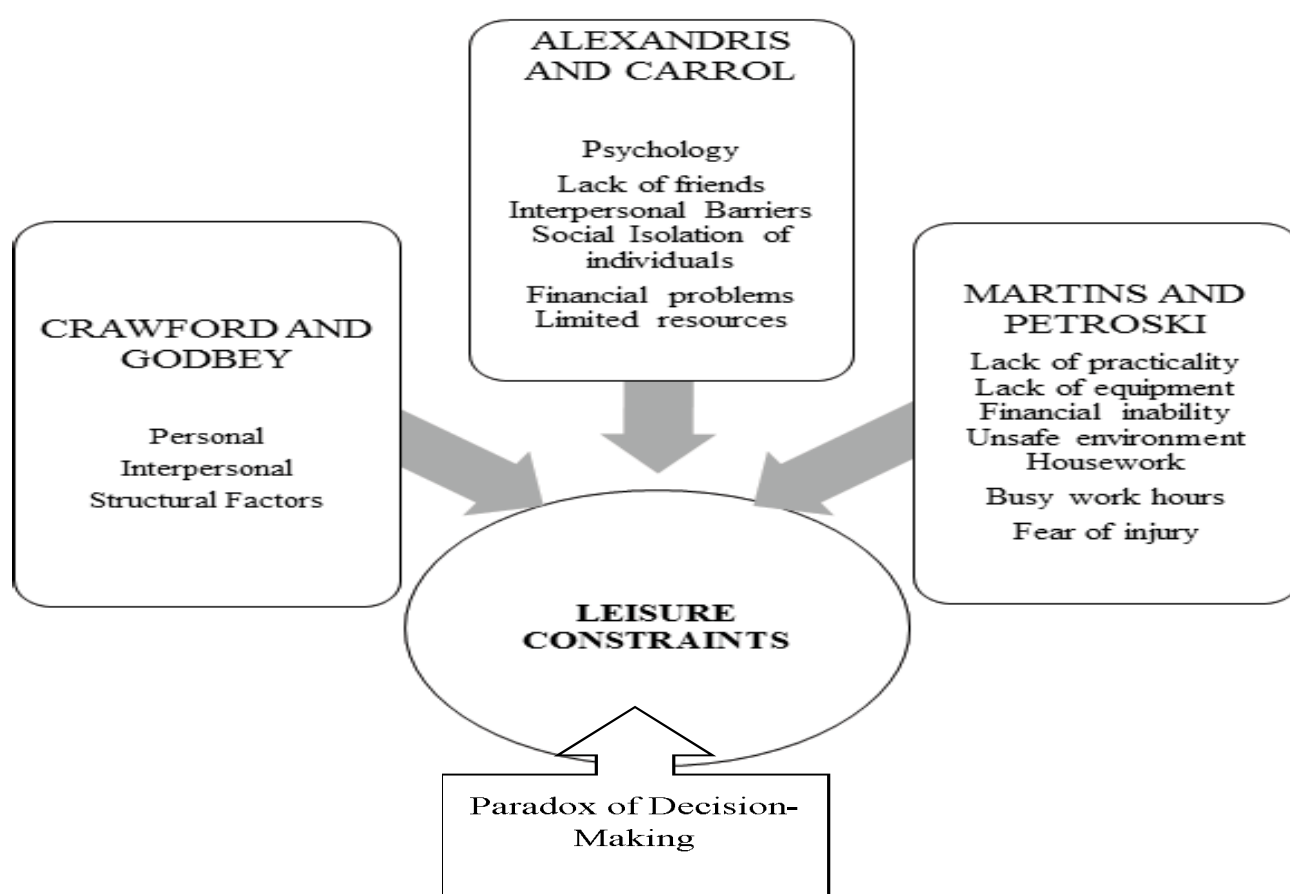 ALEXANDRIS
AND CARROL
Psychology
Lack of friends
Interpersonal Barriers
Social Isolation of
individuals
Financial problems
Limited resources
CRAWFORD AND
GODBEY
Personal
Interpersonal
Structural Factors
MARTINS AND
PETROSKI
Lack of practicality
Lack of equipment
Financial inability
Unsafe environment
Housework
Busy work hours
Fear of injury
LEISURE
CONSTRAINTS
Paradox of Decision-
Making